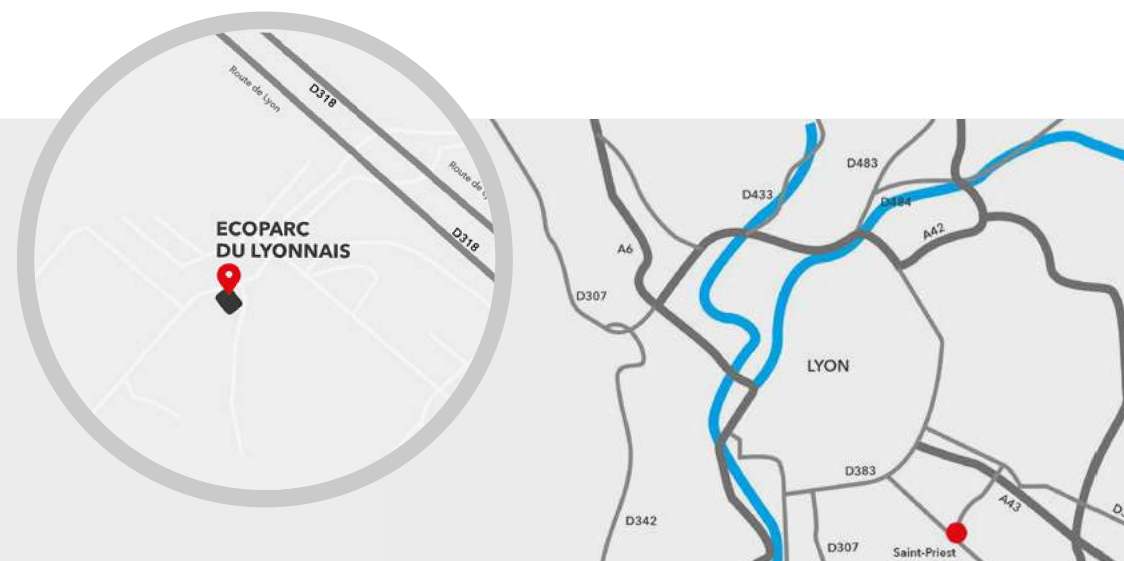 Route de Lyon
D318
Route de Ly
D318
ECOPARC
DU LYONNAIS
D483
D433
D484
A42
A6
D307
LYON
D383
A43
D342
D307
Saint-Priest